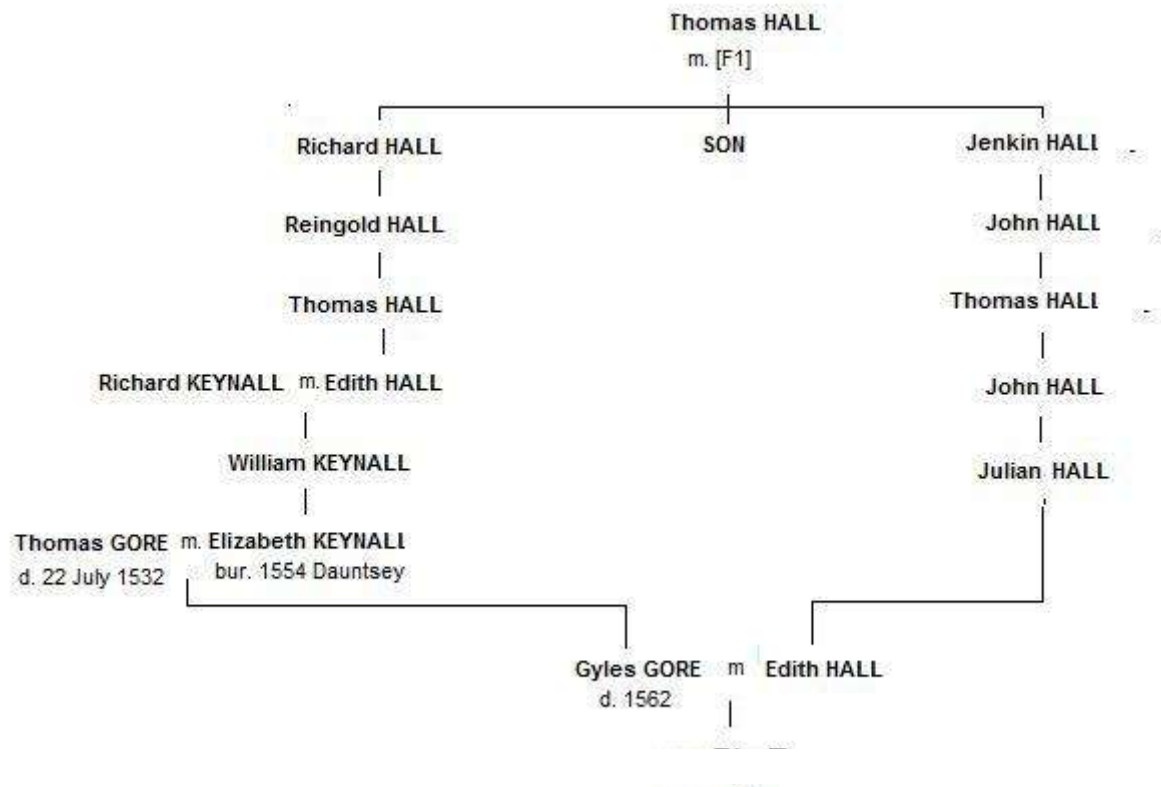 Thomas HALL
m. [F1]
Richard HALL SON Jenkin HALL
Reingold HALL John HALL
Thomas HALL Thomas HALL
Richard KEYNALL m. Edith HALL John HALL
William KEYNALL Julian HALL
Thomas GORE m. Elizabeth KEYNALL
d. 22 July 1532 bur. 1554 Dauntsey
Gyles GORE m Edith HALL
d. 1562